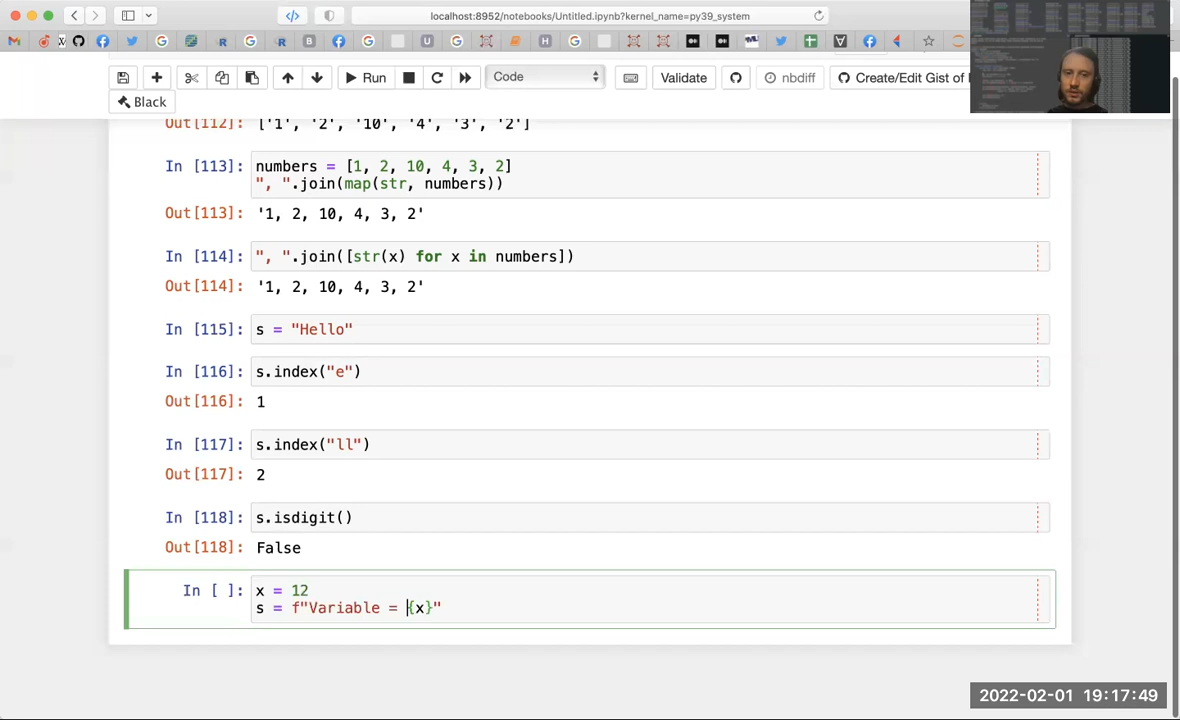 localhost:8952/notebooks/Untitled.ipynb?kernel_name=py39_system
Run
Code
Validate
nbdiff
Create/Edit Gist of
Black
Out[112]: ['1', '2', '10', '4', '3', '2']
In [113]: numbers = [1, 2, 10, 4, 3, 2]
", ".join(map(str, numbers))
Out[113]: '1, 2, 10, 4, 3, 2'
In [114]: ", ".join([str(x) for x in numbers])
Out[114]: '1, 2, 10, 4, 3, 2'
In [115]: s = "Hello"
In [116]: s.index("e")
Out[116]: 1
In [117]: s.index("ll")
Out[117]: 2
In [118]: s.isdigit()
Out[118]: False
In [ ]: x = 12
s = f"Variable = {x}"
2022-02-01 19:17:49